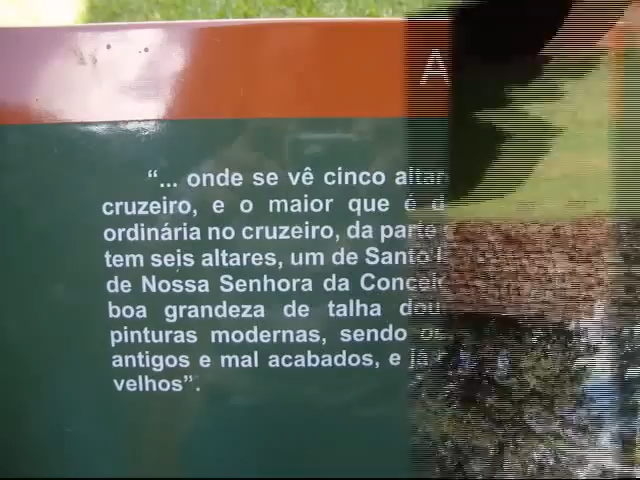 A
“... onde se vê cinco altar
cruzeiro, e o maior que é d
ordinária no cruzeiro, da parte
tem seis altares, um de Santo
de Nossa Senhora da Concei
boa grandeza de talha dou
pinturas modernas, sendo
antigos e mal acabados, e já
velhos”.